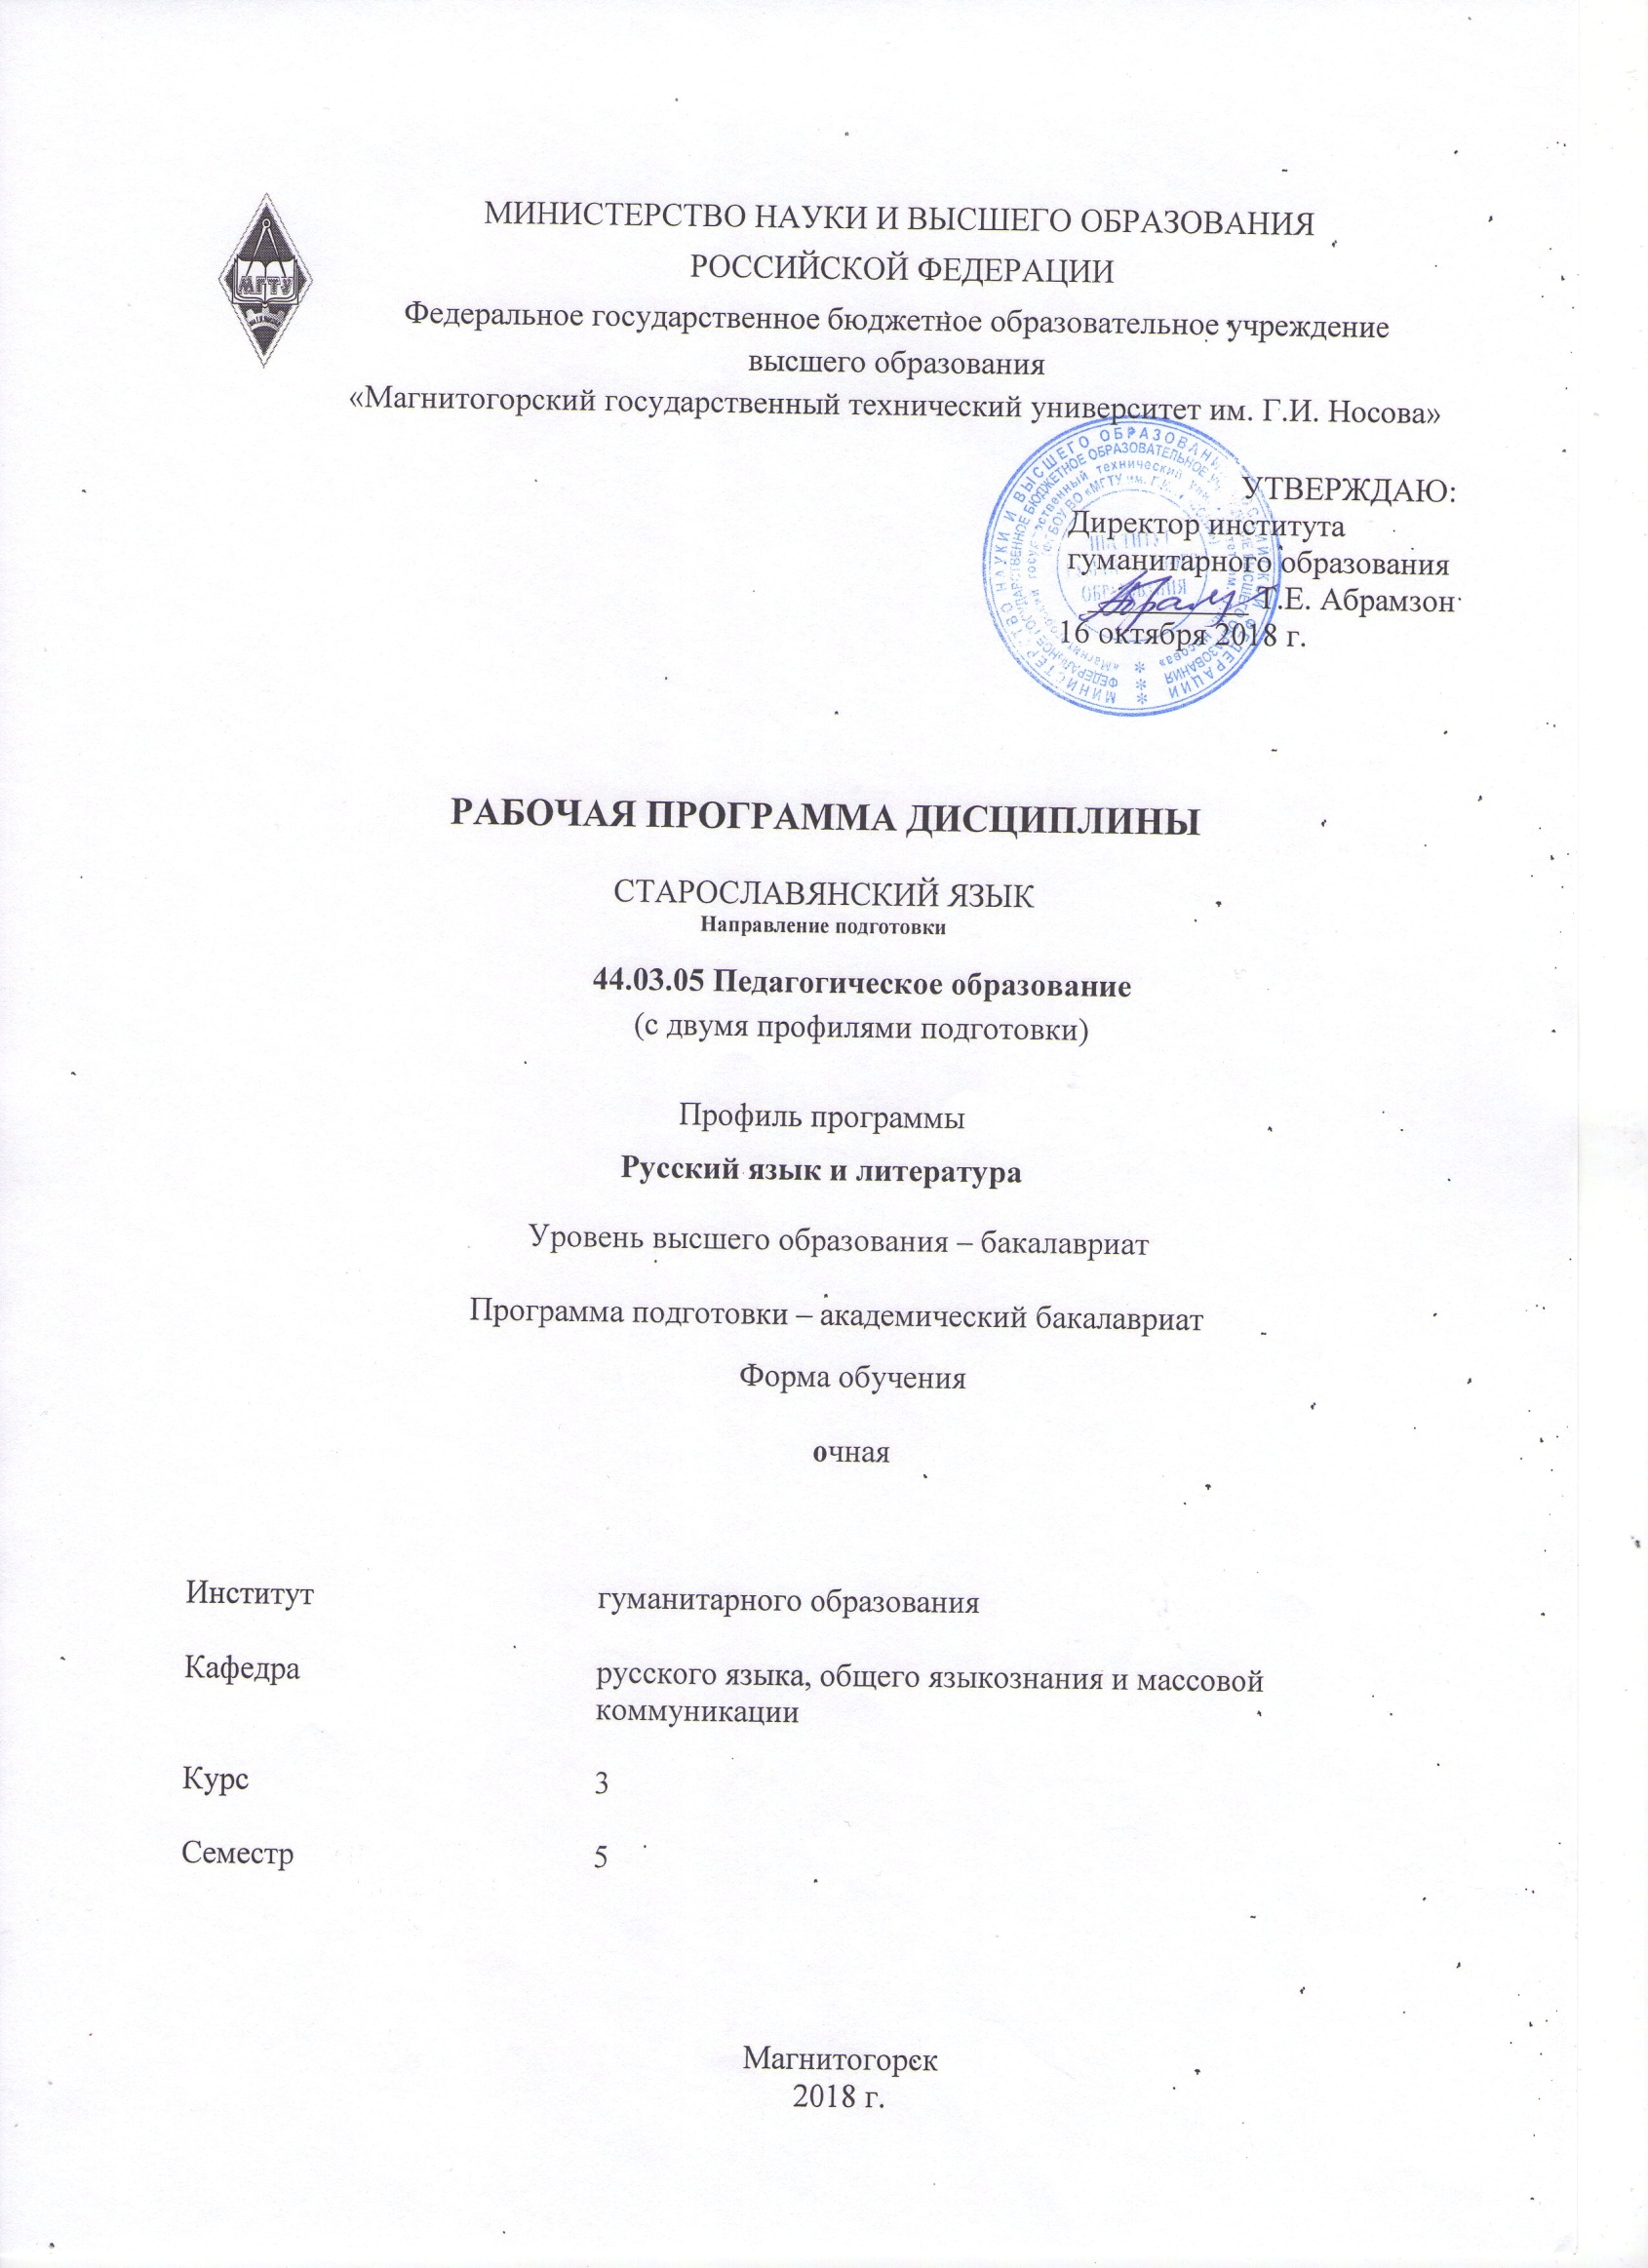 МИНИСТЕРСТВО НАУКИ И ВЫСШЕГО ОБРАЗОВАНИЯ
РОССИЙСКОЙ ФЕДЕРАЦИИ
Федеральное государственное бюджетное образовательное учреждение
высшего образования
«Магнитогорский государственный технический университет им. Г.И. Носова»
МГТУ
УТВЕРЖДАЮ:
Директор института
гуманитарного образования
Т.Е. Абрамзон
16 октября 2018 г.
РАБОЧАЯ ПРОГРАММА ДИСЦИПЛИНЫ
СТАРОСЛАВЯНСКИЙ ЯЗЫК
Направление подготовки
44.03.05 Педагогическое образование
(с двумя профилями подготовки)
Профиль программы
Русский язык и литература
Уровень высшего образования – бакалавриат
Программа подготовки – академический бакалавриат
Форма обучения
очная
Институт гуманитарного образования
Кафедра русского языка, общего языкознания и массовой
коммуникации
Курс 3
Семестр 5
Магнитогорск
2018 г.